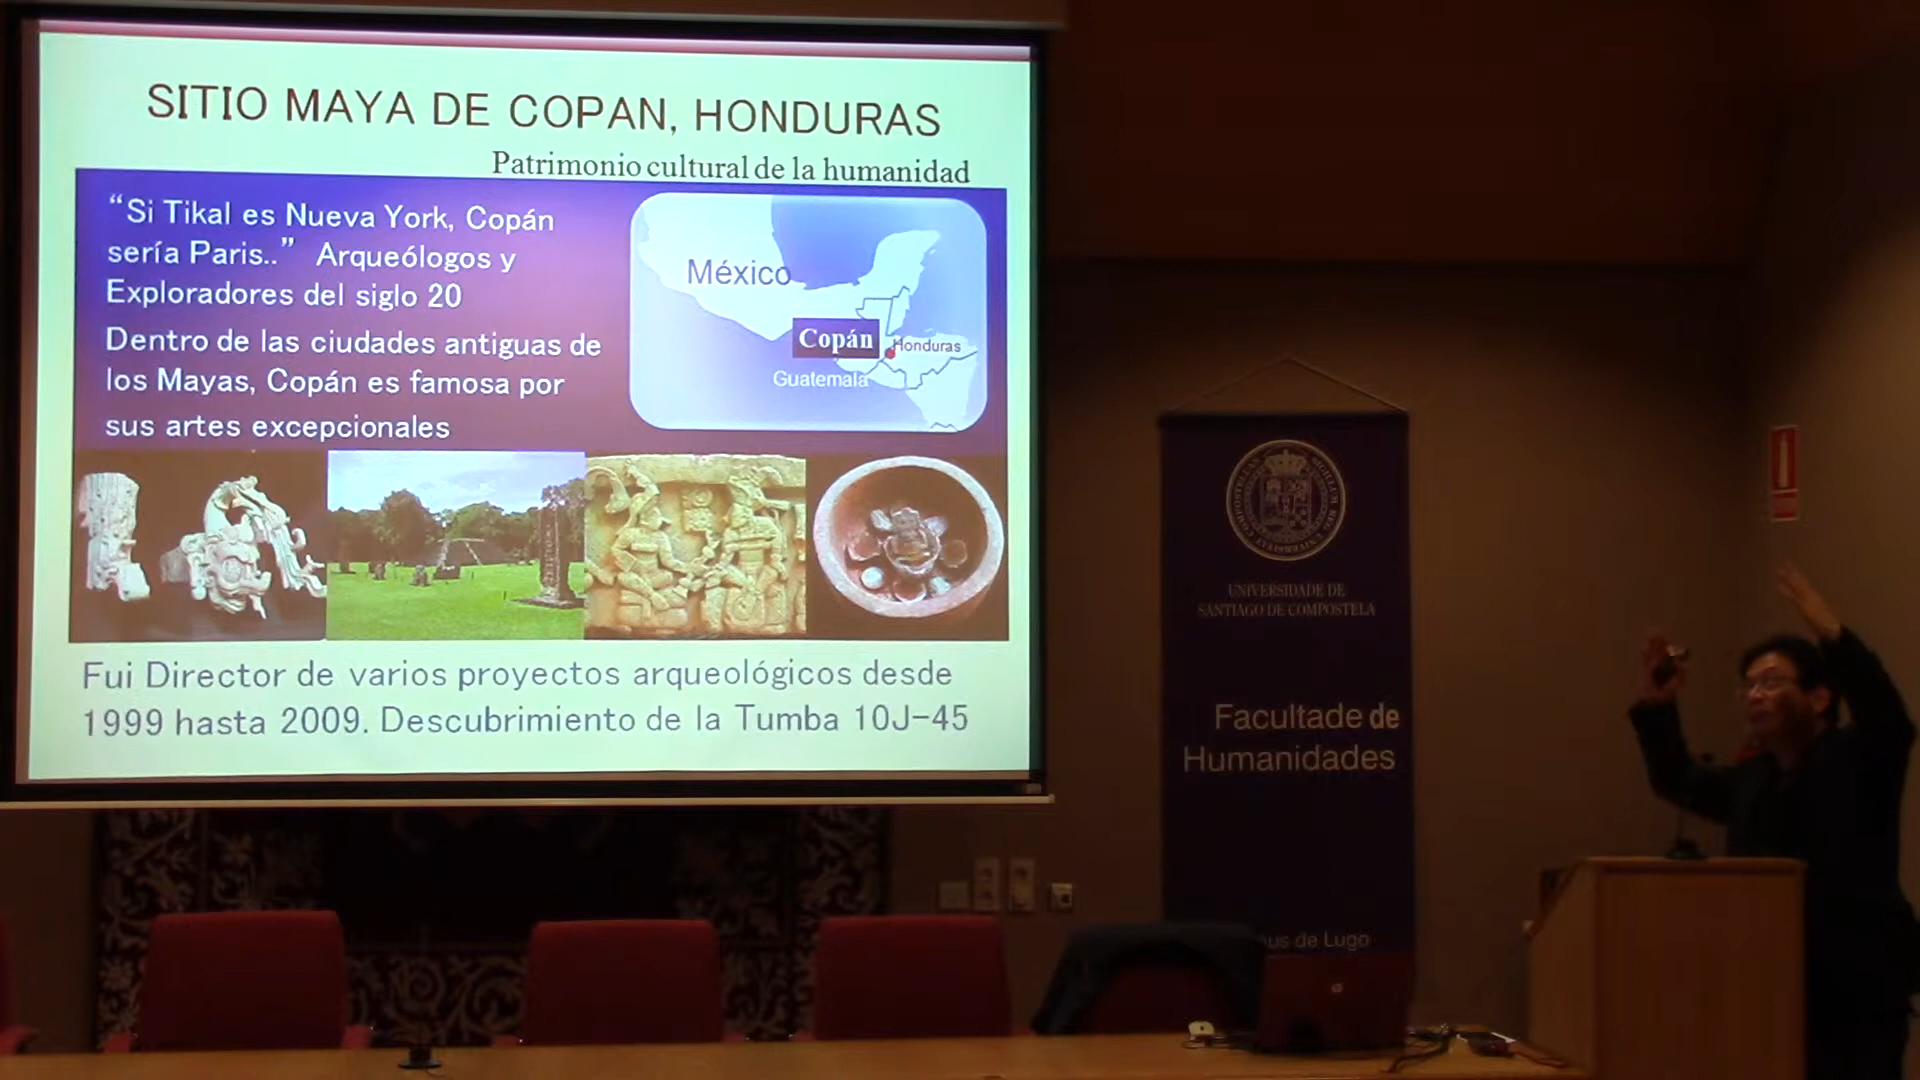 SITIO MAYA DE COPAN, HONDURAS
Patrimonio cultural de la humanidad
“Si Tikal es Nueva York, Copán
sería Paris..” Arqueólogos y
Exploradores del siglo 20
Dentro de las ciudades antiguas de
los Mayas, Copán es famosa por
sus artes excepcionales
México
Copán
Honduras
Guatemala
Fui Director de varios proyectos arqueológicos desde
1999 hasta 2009. Descubrimiento de la Tumba 10J-45
UNIVERSIDADE DE
SANTIAGO DE COMPOSTELA
Facultade de
Humanidades
de Lugo